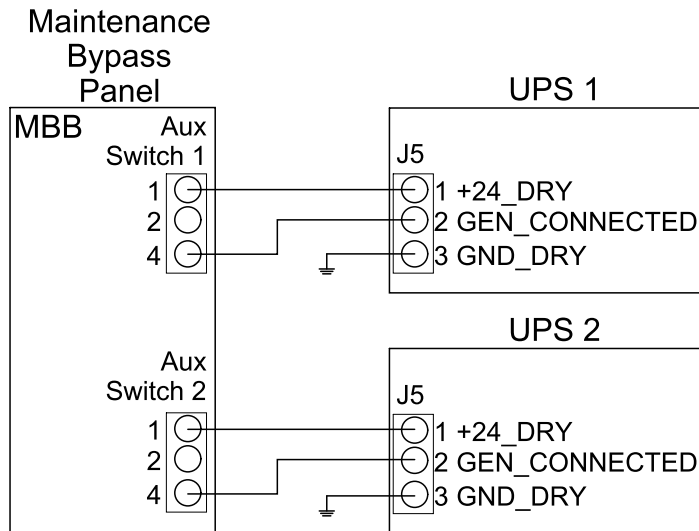 Maintenance
Bypass
Panel
UPS 1
MBB
Aux
Switch 1
J5
1
1 +24_DRY
2
2 GEN_CONNECTED
4
3 GND_DRY
UPS 2
Aux
Switch 2
J5
1
1 +24_DRY
2
2 GEN_CONNECTED
4
3 GND_DRY